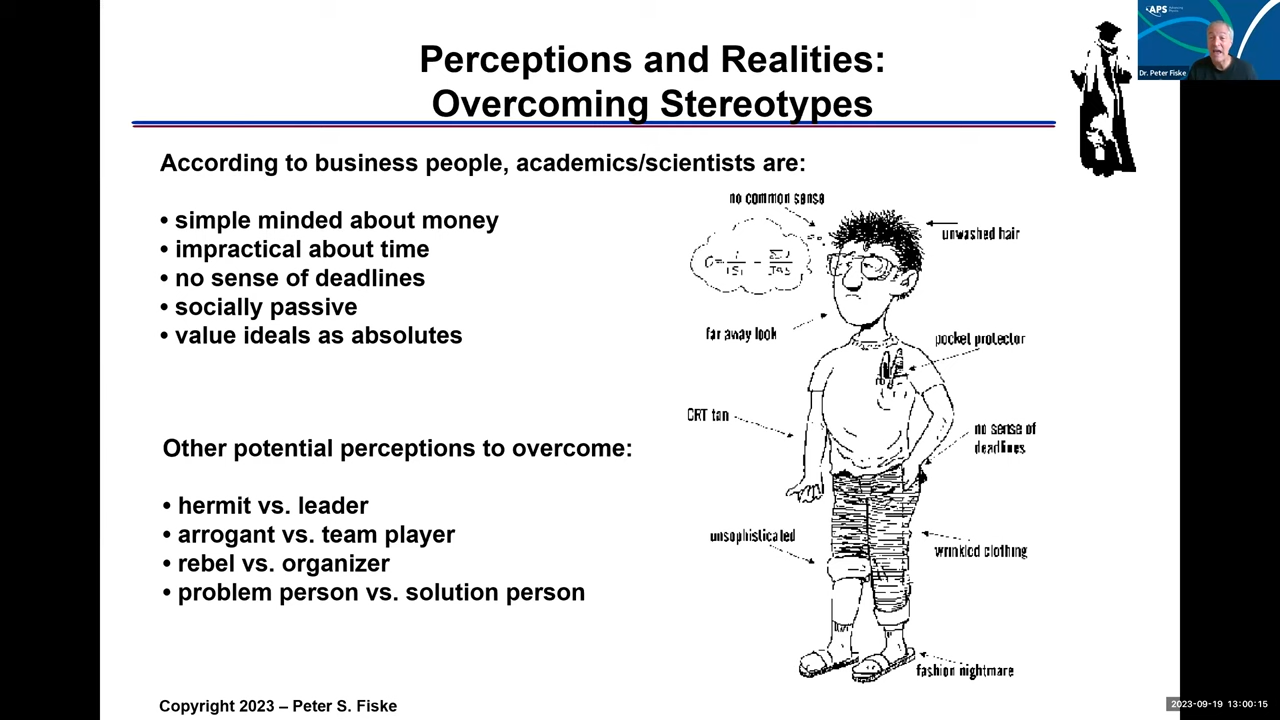 Perceptions and Realities:
Overcoming Stereotypes
APS
Dr. Peter Fiske
According to business people, academics/scientists are:
• simple minded about money
• impractical about time
• no sense of deadlines
• socially passive
• value ideals as absolutes
Other potential perceptions to overcome:
• hermit vs. leader
• arrogant vs. team player
• rebel vs. organizer
• problem person vs. solution person
no common sense
unwashed hair
far away look
pocket protector
CRT tan
no sense of
deadlines
unsophisticated
wrinkled clothing
fashion nightmare
Copyright 2023 – Peter S. Fiske
2023-09-19 13:00:15